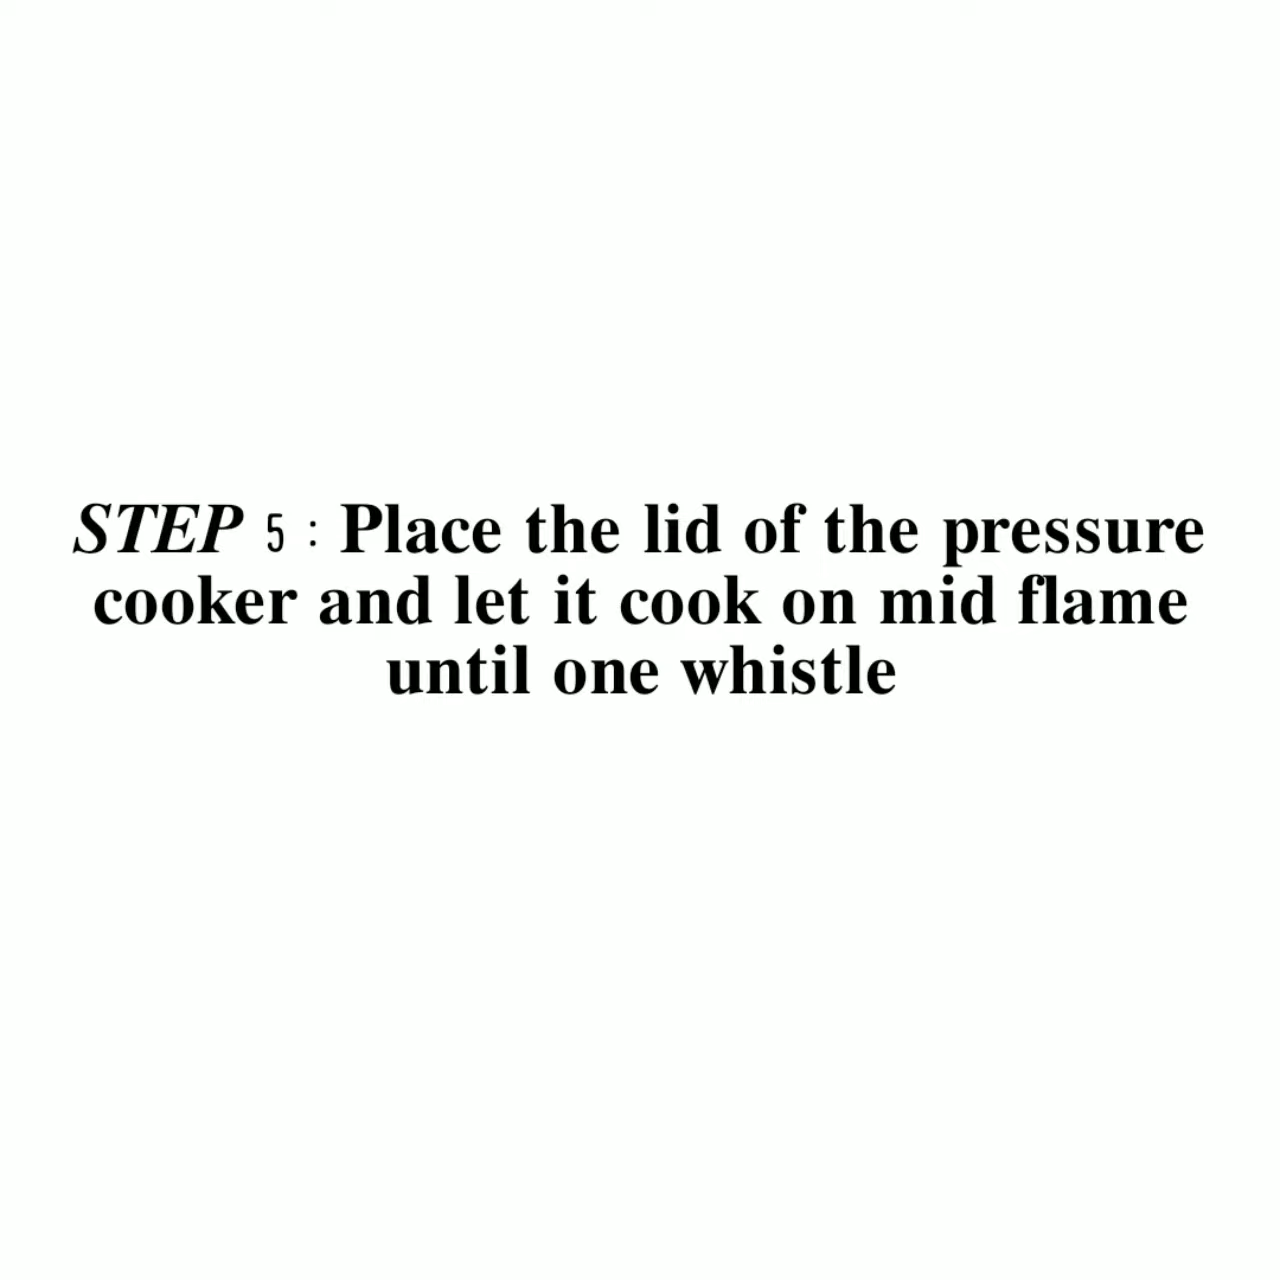 STEP 5 : Place the lid of the pressure
cooker and let it cook on mid flame
until one whistle